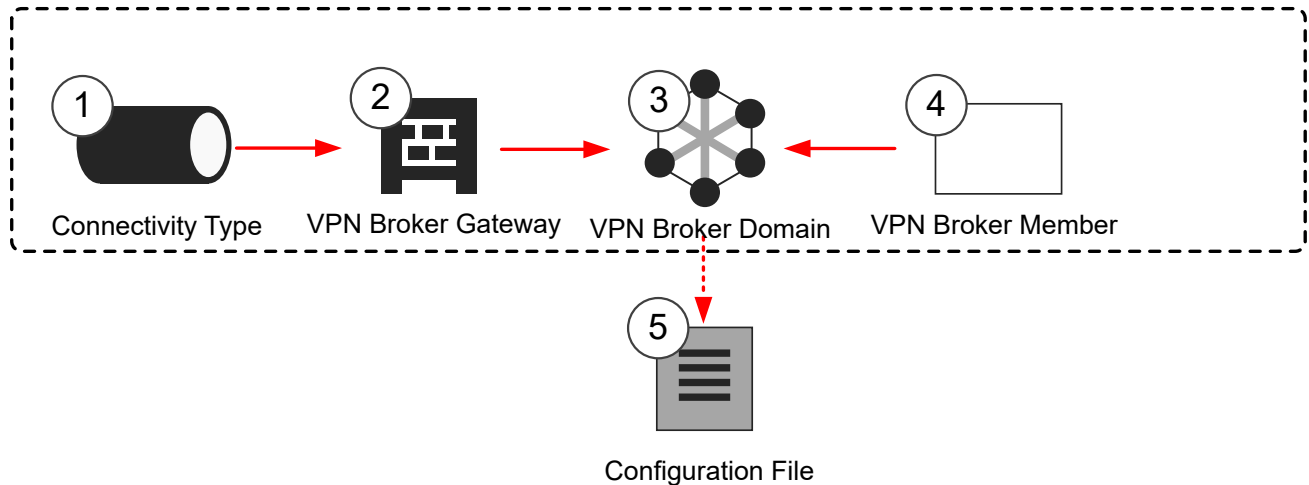 1
2
3
4
Connectivity Type
VPN Broker Gateway
VPN Broker Domain
VPN Broker Member
5
Configuration File